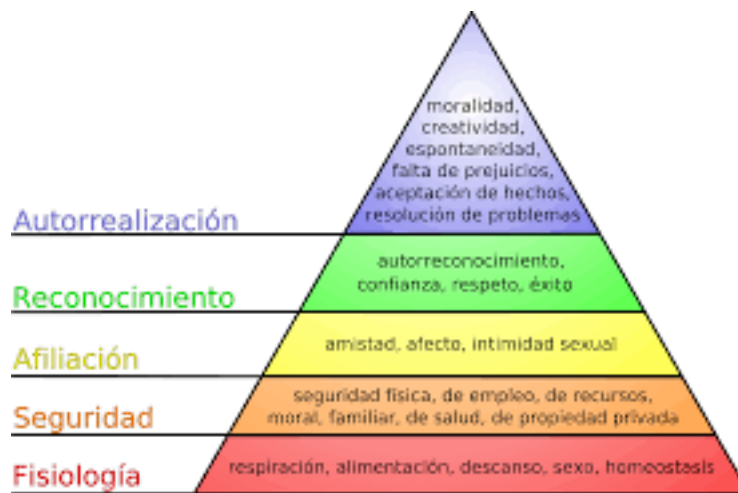 moralidad,
creatividad,
espontaneidad,
falta de prejuicios,
aceptación de hechos,
resolución de problemas
Autorrealización
autorreconocimiento,
confianza, respeto, éxito
Reconocimiento
amistad, afecto, intimidad sexual
Afiliación
seguridad física, de empleo, de recursos,
moral, familiar, de salud, de propiedad privada
Seguridad
respiración, alimentación, descanso, sexo, homeostasis
Fisiología